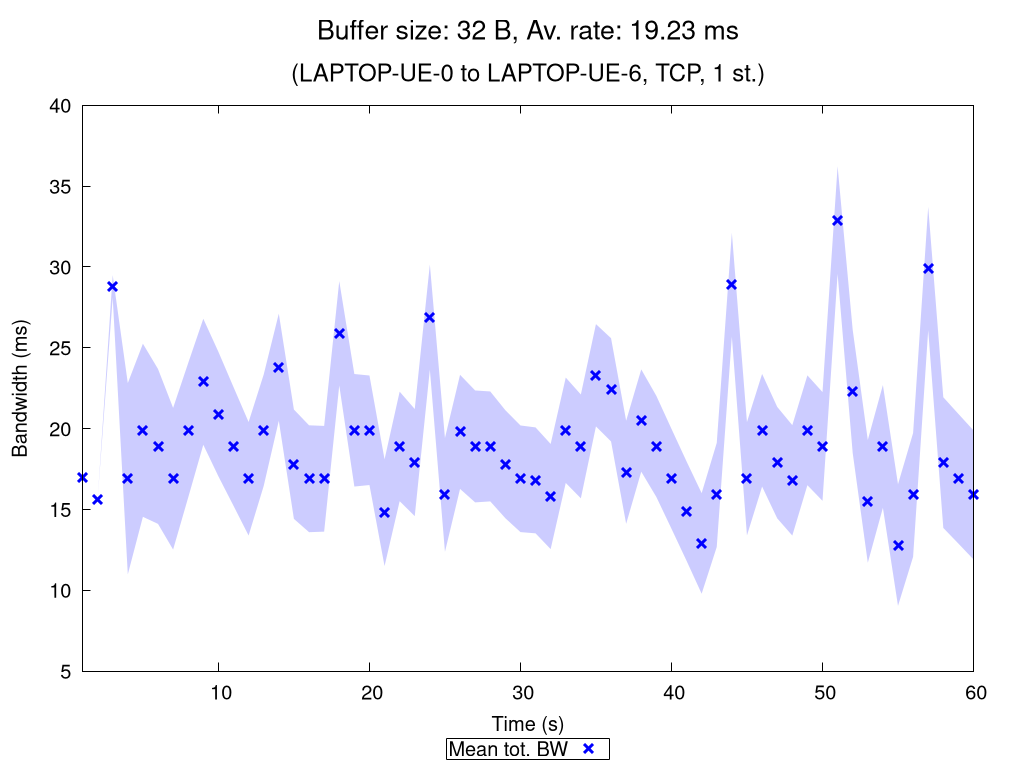 Buffer size: 32 B, Av. rate: 19.23 ms
(LAPTOP-UE-0 to LAPTOP-UE-6, TCP, 1 st.)
40
35
30
25
20
15
10
5
Bandwidth (ms)
10 20 30 40 50 60
Time (s)
Mean tot. BW